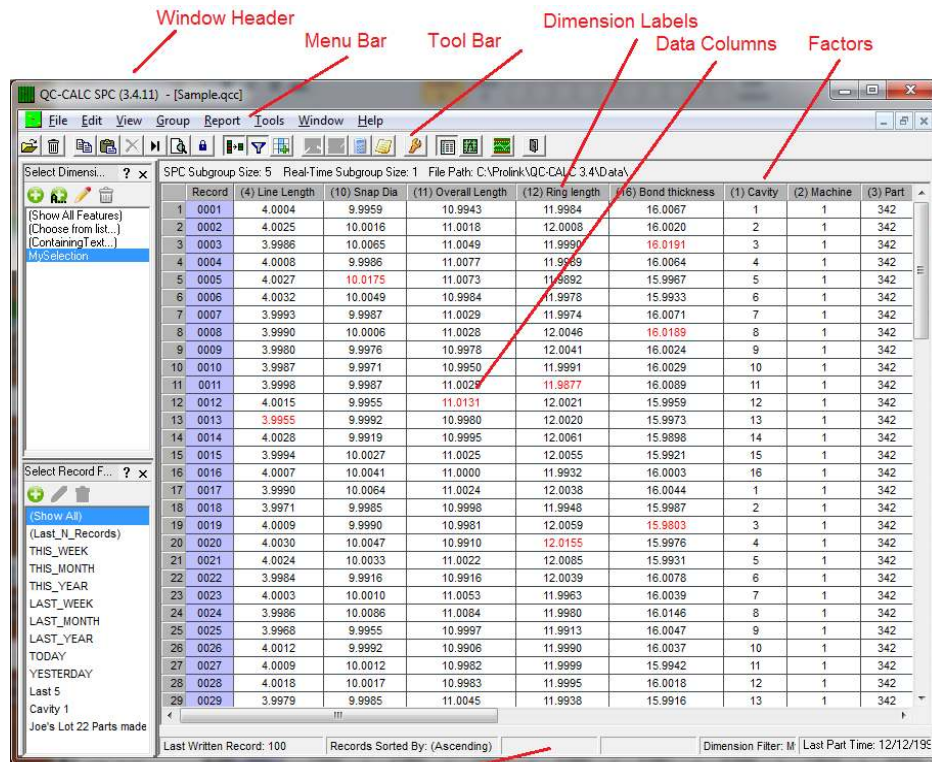 Window Header
Dimension Labels
Menu Bar
Tool Bar
Data Columns
Factors
QC-CALC SPC (3.4.11) - [Sample.qcc]
File Edit View Group Report Tools Window Help
Select Dimensi... ? x
SPC Subgroup Size: 5 Real-Time Subgroup Size: 1 File Path: C:\Prolink\QC-CALC 3.4\Data\
(Show All Features)
(Choose from list...)
(ContainingText...)
MySelection
Record (4) Line Length (10) Snap Dia (11) Overall Length (12) Ring length (16) Bond thickness (1) Cavity (2) Machine (3) Part
1 0001 4.0004 9.9959 10.9943 11.9984 16.0067 1 1 342
2 0002 4.0025 10.0016 11.0018 12.0008 16.0020 2 1 342
3 0003 3.9986 10.0065 11.0049 11.9990 16.0191 3 1 342
4 0004 4.0008 9.9986 11.0077 11.9989 16.0064 4 1 342
5 0005 4.0027 10.0175 11.0073 11.9892 15.9967 5 1 342
6 0006 4.0032 10.0049 10.9984 11.9978 15.9933 6 1 342
7 0007 3.9993 9.9987 11.0029 11.9974 16.0071 7 1 342
8 0008 3.9990 10.0006 11.0028 12.0046 16.0189 8 1 342
9 0009 3.9980 9.9976 10.9978 12.0041 16.0024 9 1 342
10 0010 3.9987 9.9971 10.9950 11.9991 16.0029 10 1 342
11 0011 3.9998 9.9987 11.0029 11.9877 16.0089 11 1 342
12 0012 4.0015 9.9955 11.0131 12.0021 15.9959 12 1 342
13 0013 3.9955 9.9992 10.9980 12.0020 15.9973 13 1 342
14 0014 4.0028 9.9919 10.9995 12.0061 15.9898 14 1 342
15 0015 3.9994 10.0027 11.0025 12.0055 15.9921 15 1 342
16 0016 4.0007 10.0041 11.0000 11.9932 16.0003 16 1 342
17 0017 3.9990 10.0064 11.0024 12.0038 16.0044 1 1 342
18 0018 3.9971 9.9985 10.9998 11.9948 15.9987 2 1 342
19 0019 4.0009 9.9990 10.9981 12.0059 15.9803 3 1 342
20 0020 4.0030 10.0047 10.9910 12.0155 15.9976 4 1 342
21 0021 4.0024 10.0033 11.0022 12.0085 15.9931 5 1 342
22 0022 3.9984 9.9916 10.9916 12.0039 16.0078 6 1 342
23 0023 4.0003 10.0010 11.0053 11.9963 16.0039 7 1 342
24 0024 3.9986 10.0086 11.0084 11.9980 16.0146 8 1 342
25 0025 3.9968 9.9955 10.9997 11.9913 16.0047 9 1 342
26 0026 4.0012 9.9992 10.9906 11.9990 16.0037 10 1 342
27 0027 4.0009 10.0012 10.9982 11.9999 15.9942 11 1 342
28 0028 4.0018 10.0017 10.9983 11.9995 16.0018 12 1 342
29 0029 3.9979 9.9985 11.0045 11.9938 15.9916 13 1 342
Select Record F... ? x
(Show All)
(Last_N_Records)
THIS_WEEK
THIS_MONTH
THIS_YEAR
LAST_WEEK
LAST_MONTH
LAST_YEAR
TODAY
YESTERDAY
Last 5
Cavity 1
Joe's Lot 22 Parts made
Last Written Record: 100 Records Sorted By: (Ascending) Dimension Filter: M Last Part Time: 12/12/199